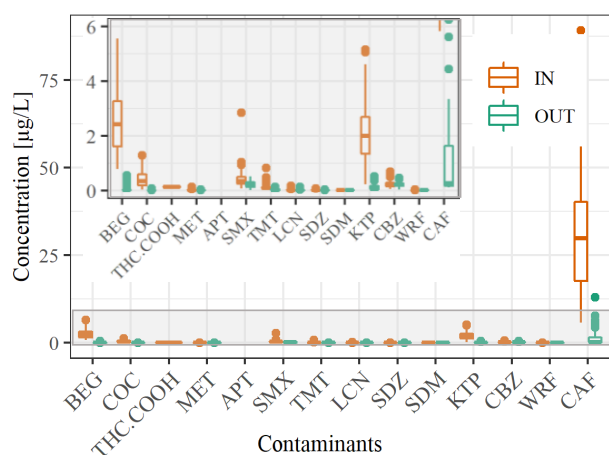 6
4
2
0
BEG
COC
THC.COOH
MET
APT
SMX
TMT
LCN
SDZ
SDM
KTP
CBZ
WRF
CAF
IN
OUT
Concentration [µg/L]
75
50
25
0
BEG
COC
THC.COOH
MET
APT
SMX
TMT
LCN
SDZ
SDM
KTP
CBZ
WRF
CAF
Contaminants